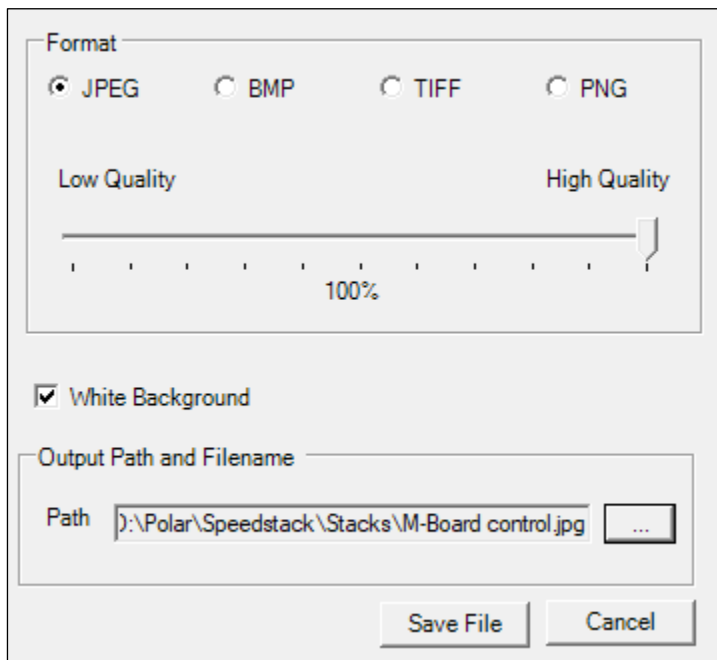 Format
JPEG BMP TIFF PNG
Low Quality High Quality
100%
White Background
Output Path and Filename
Path :\Polar\Speedstack\Stacks\M-Board control.jpg ...
Save File Cancel